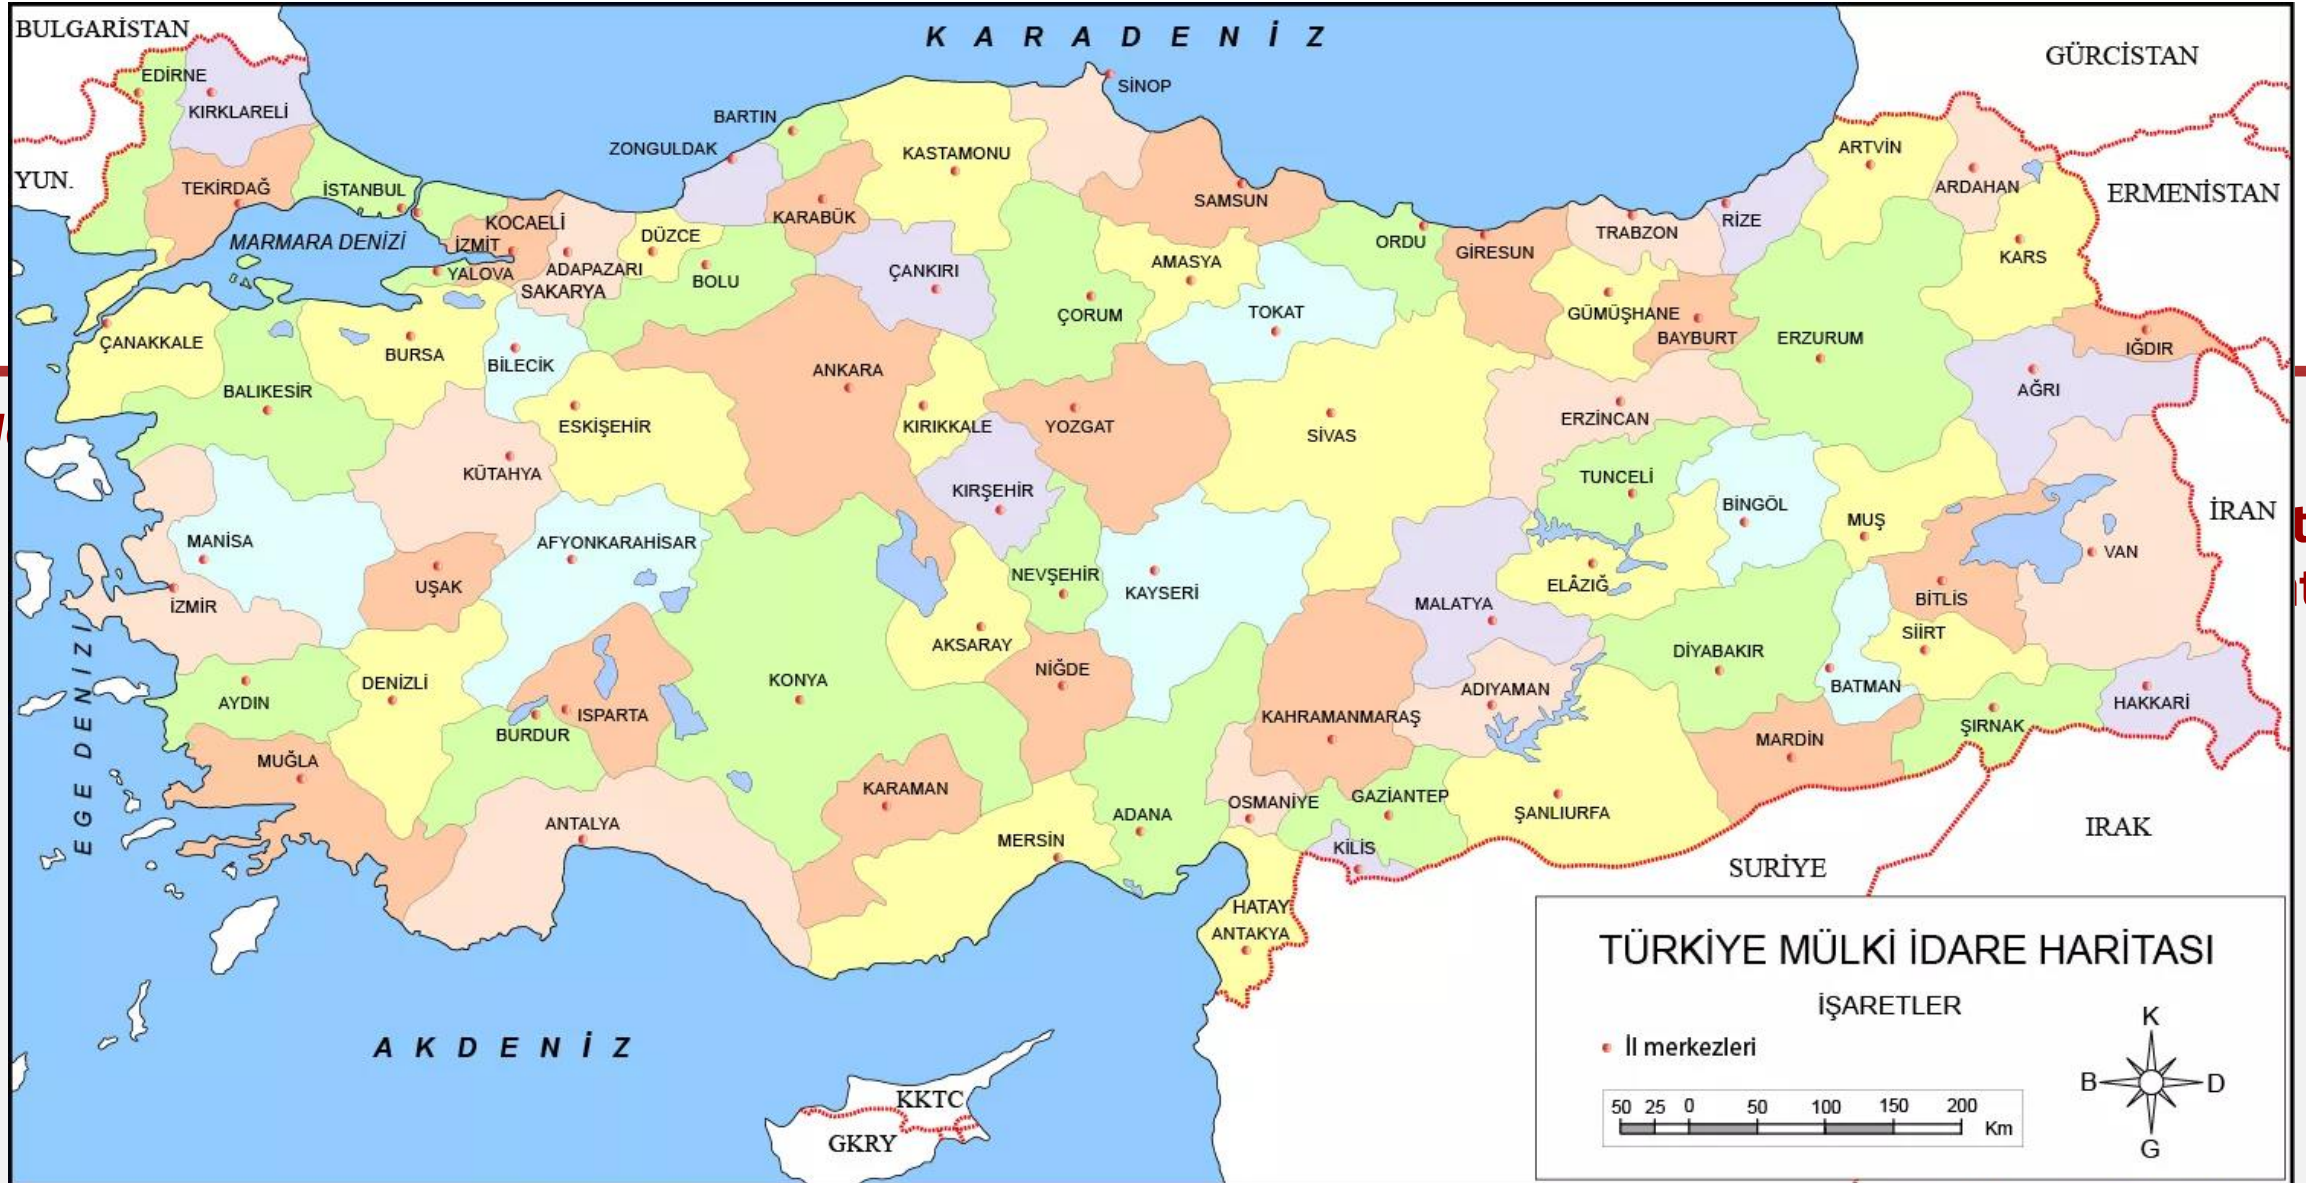 BULGARİSTAN
K A R A D E N İ Z
GÜRCİSTAN
EDİRNE
SİNOP
KIRKLARELİ
BARTIN
ZONGULDAK
KASTAMONU
ARTVİN
YUN.
TEKİRDAĞ
İSTANBUL
ARDAHAN
ERMENİSTAN
KOCAELİ
KARABÜK
SAMSUN
RİZE
MARMARA DENİZİ
İZMİT
DÜZCE
ORDU
GİRESUN
TRABZON
YALOVA
ADAPAZARI
BOLU
ÇANKIRI
AMASYA
KARS
SAKARYA
ÇORUM
TOKAT
GÜMÜŞHANE
ÇANAKKALE
BURSA
BİLECİK
BAYBURT
ERZURUM
IĞDIR
BALIKESİR
ANKARA
AĞRI
ESKİŞEHİR
KIRIKKALE
YOZGAT
SİVAS
ERZİNCAN
KÜTAHYA
KIRŞEHİR
TUNCELİ
BİNGÖL
MUŞ
İRAN
MANİSA
AFYONKARAHİSAR
VAN
UŞAK
NEVŞEHİR
KAYSERİ
ELÂZIĞ
İZMİR
MALATYA
BİTLİS
AKSARAY
SİİRT
EGE DENİZİ
DENİZLİ
KONYA
NİĞDE
DİYABAKIR
AYDIN
ISPARTA
ADIYAMAN
BATMAN
HAKKARİ
BURDUR
KAHRAMANMARAŞ
ŞIRNAK
MUĞLA
MARDİN
KARAMAN
OSMANİYE
GAZİANTEP
ANTALYA
ADANA
ŞANLIURFA
MERSİN
KİLİS
IRAK
SURİYE
HATAY
ANTAKYA
TÜRKİYE MÜLKİ İDARE HARİTASI
İŞARETLER
A K D E N İ Z
İl merkezleri
KKTC
GKRY
50 25 0 50 100 150 200
Km
K
B D
G